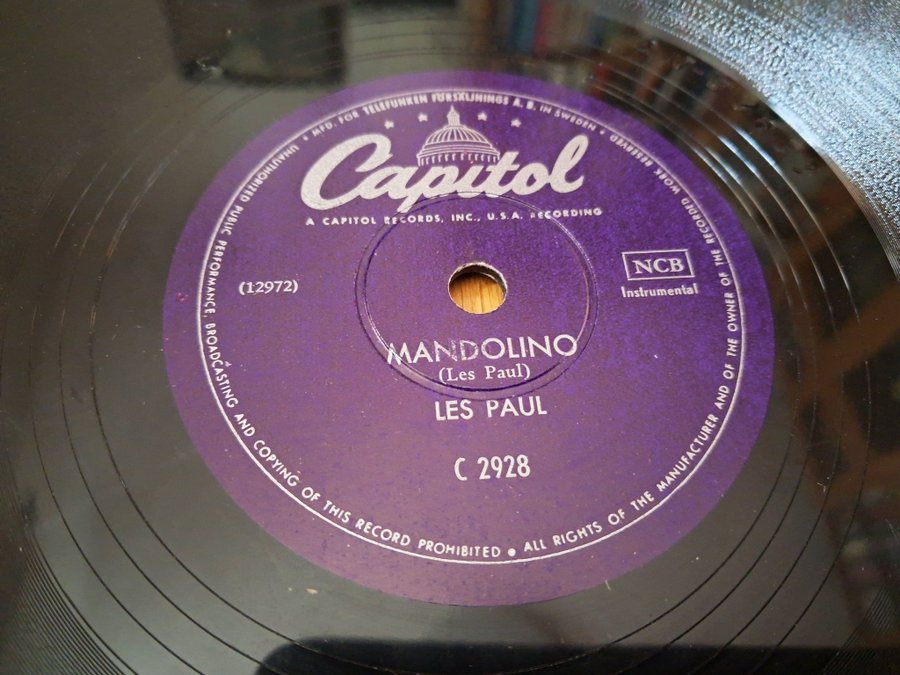 UNAUTHORIZED PUBLIC PERFORMANCE, BROADCASTING AND COPYING OF THIS RECORD PROHIBITED • ALL RIGHTS OF THE MANUFACTURER AND OF THE OWNER OF THE RECORDED WORK RESERVED • MFD. FOR TELEFUNKEN FÖRSÄLJNINGS A. B. IN SWEDEN •
Capitol
A CAPITOL RECORDS, INC., U.S.A. RECORDING
(12972)
NCB
Instrumental
MANDOLINO
(Les Paul)
LES PAUL
C 2928